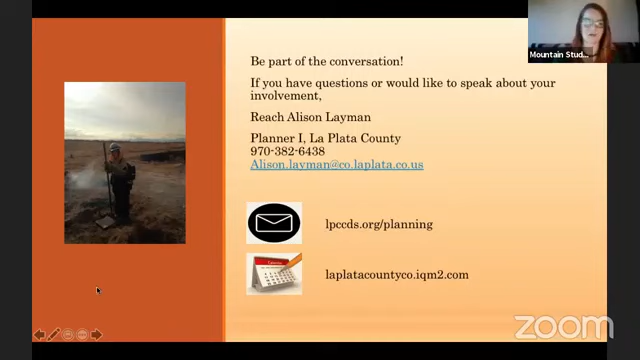 Be part of the conversation!
If you have questions or would like to speak about your
involvement,
Reach Alison Layman
Planner I, La Plata County
970-382-6438
Alison.layman@co.laplata.co.us
lpccds.org/planning
laplatacountyco.iqm2.com
Mountain Stud...
zoom